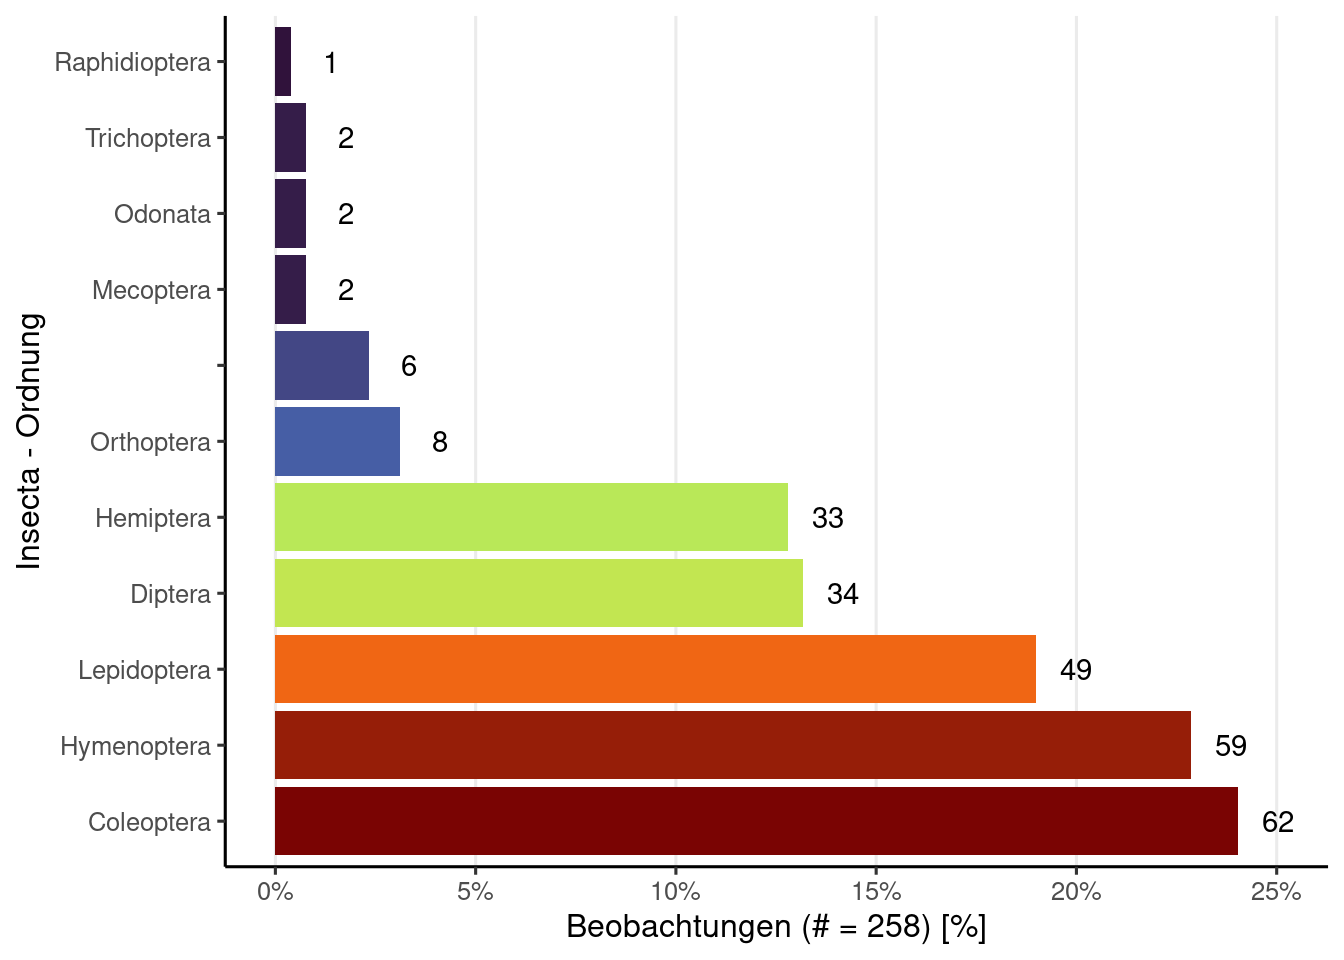 Insecta - Ordnung
Raphidioptera 1
Trichoptera 2
Odonata 2
Mecoptera 2
6
Orthoptera 8
Hemiptera 33
Diptera 34
Lepidoptera 49
Hymenoptera 59
Coleoptera 62
0% 5% 10% 15% 20% 25%
Beobachtungen (# = 258) [%]